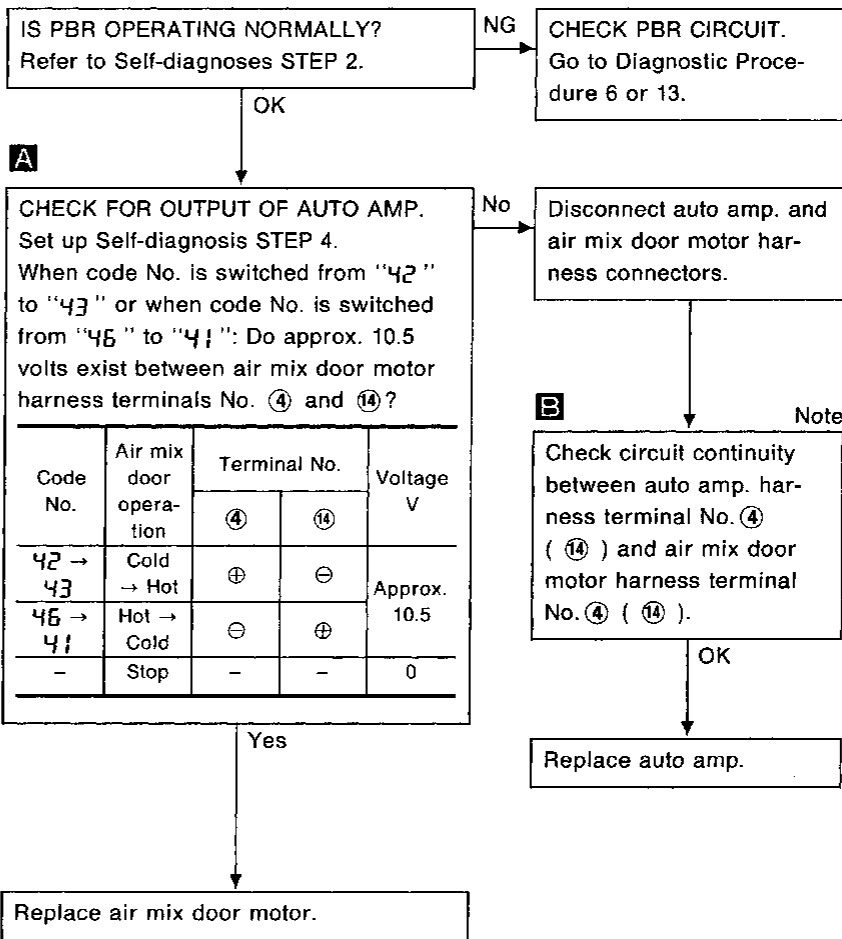 IS PBR OPERATING NORMALLY?
Refer to Self-diagnoses STEP 2.
NG
CHECK PBR CIRCUIT.
Go to Diagnostic Proce-
dure 6 or 13.
OK
A
CHECK FOR OUTPUT OF AUTO AMP.
Set up Self-diagnosis STEP 4.
When code No. is switched from "42"
to "43" or when code No. is switched
from "46" to "41": Do approx. 10.5
volts exist between air mix door motor
harness terminals No. ④ and ⑭?
Code No. Air mix door opera-tion Terminal No. Voltage V
④ ⑭
42 → 43 Cold → Hot ⊕ ⊖ Approx. 10.5
46 → 41 Hot → Cold ⊖ ⊕
– Stop – – 0
No
Disconnect auto amp. and
air mix door motor har-
ness connectors.
B
Note
Check circuit continuity
between auto amp. har-
ness terminal No. ④
( ⑭ ) and air mix door
motor harness terminal
No. ④ ( ⑭ ).
OK
Replace auto amp.
Yes
Replace air mix door motor.